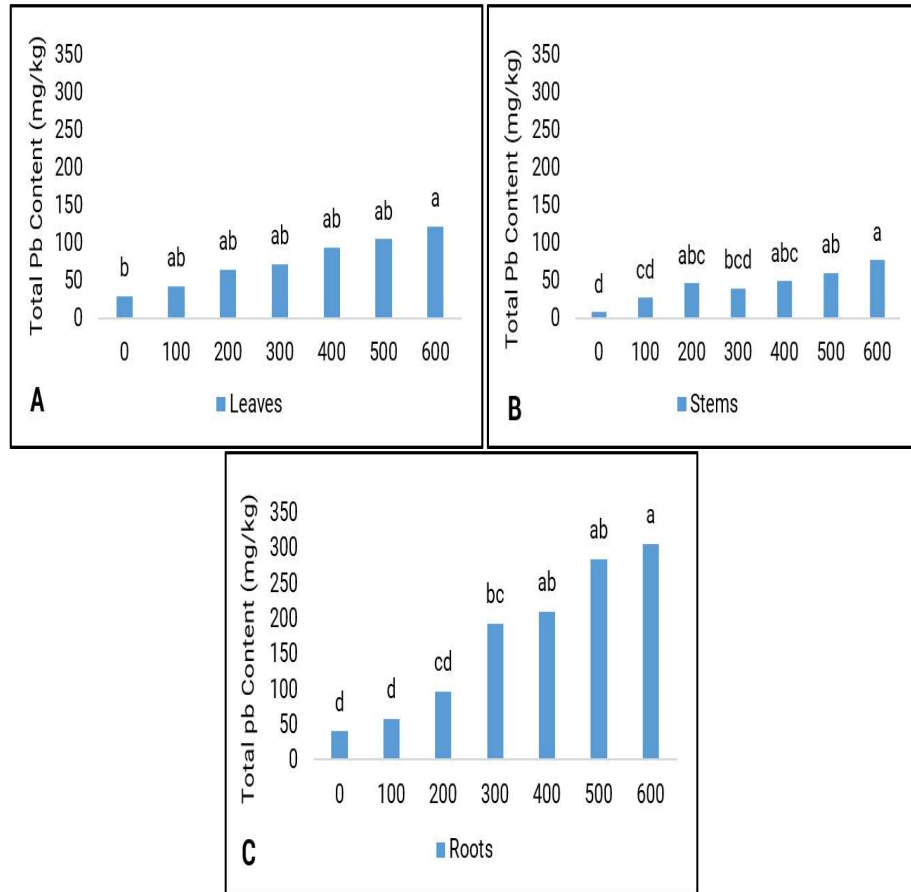 Total Pb Content (mg/kg)
350
300
250
200
150
100
50
0
b
ab
ab
ab
ab
ab
a
0 100 200 300 400 500 600
A
Leaves
Total Pb Content (mg/kg)
350
300
250
200
150
100
50
0
d
cd
abc
bcd
abc
ab
a
0 100 200 300 400 500 600
B
Stems
Total pb Content (mg/kg)
350
300
250
200
150
100
50
0
d
d
cd
bc
ab
ab
a
0 100 200 300 400 500 600
C
Roots